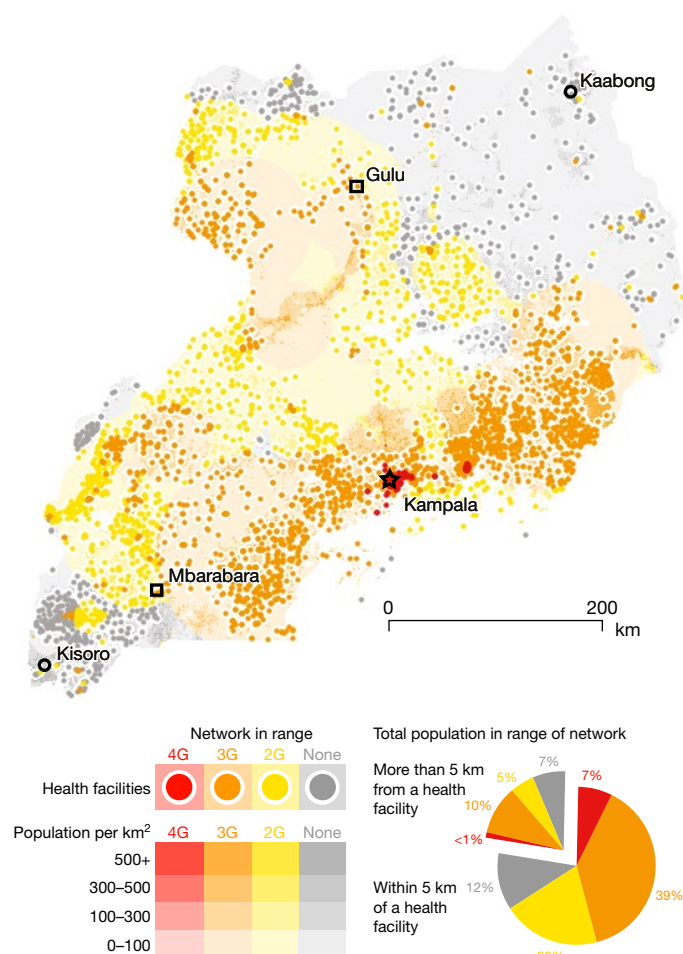 Kaabong
Gulu
Kampala
Mbarabara
0 200
km
Kisoro
Network in range
4G 3G 2G None
Health facilities
Population per km2
4G 3G 2G None
500+
300–500
100–300
0–100
Total population in range of network
More than 5 km
from a health
facility
7%
5%
10%
<1%
7%
Within 5 km
of a health
facility
12%
39%